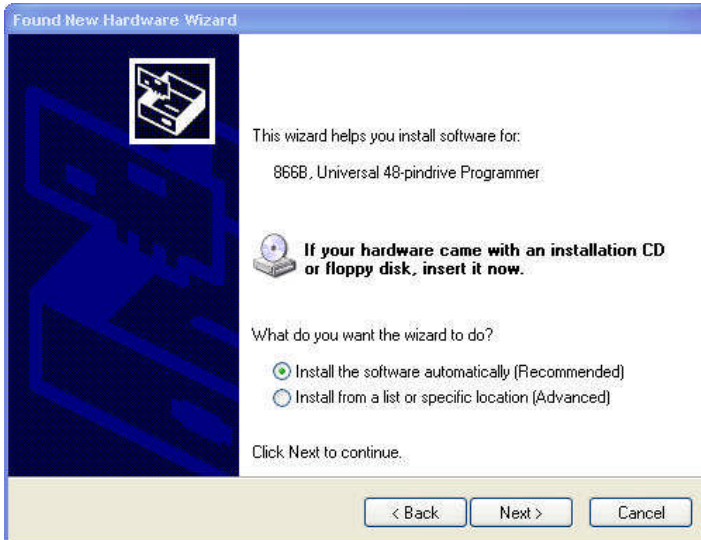 Found New Hardware Wizard
This wizard helps you install software for:
866B, Universal 48-pindrive Programmer
If your hardware came with an installation CD
or floppy disk, insert it now.
What do you want the wizard to do?
Install the software automatically (Recommended)
Install from a list or specific location (Advanced)
Click Next to continue.
< Back Next > Cancel